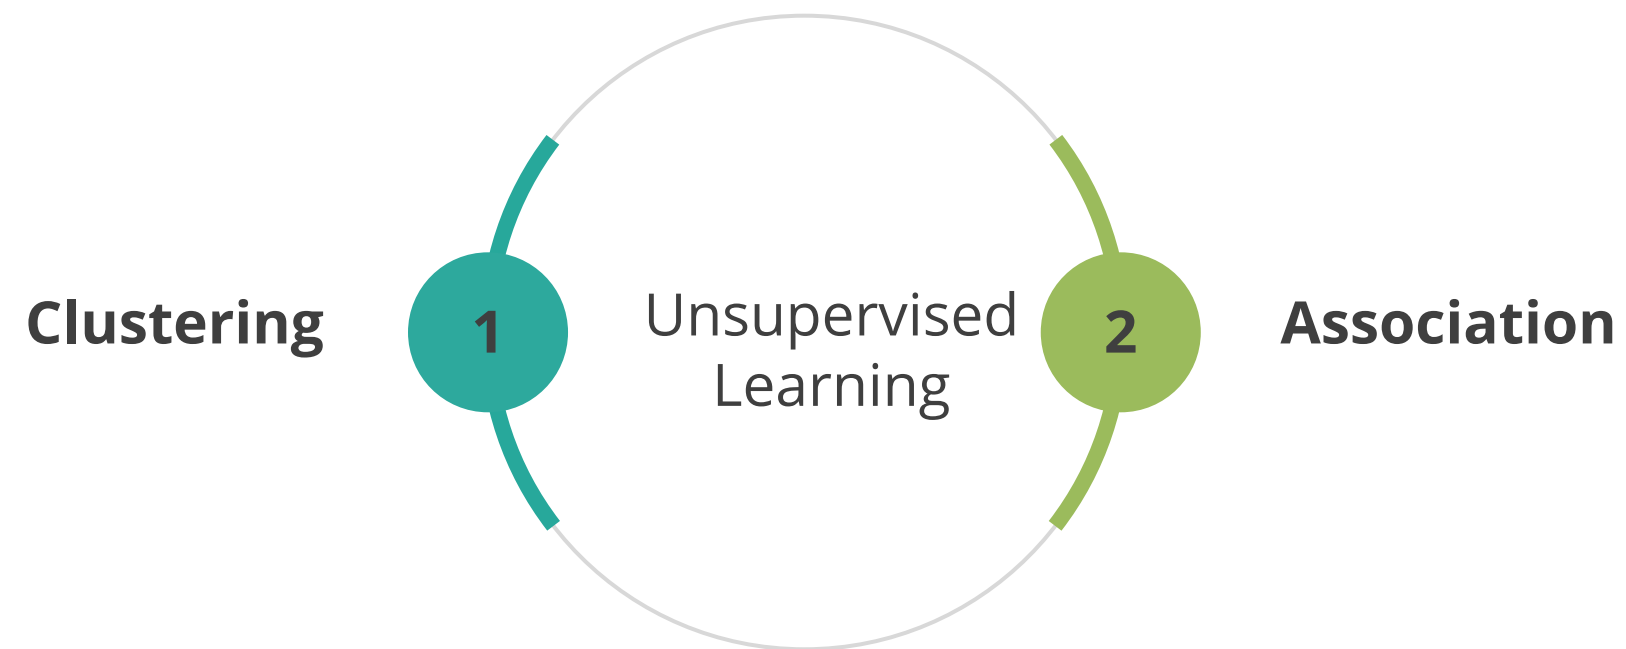 Clustering
1
Unsupervised
Learning
2
Association